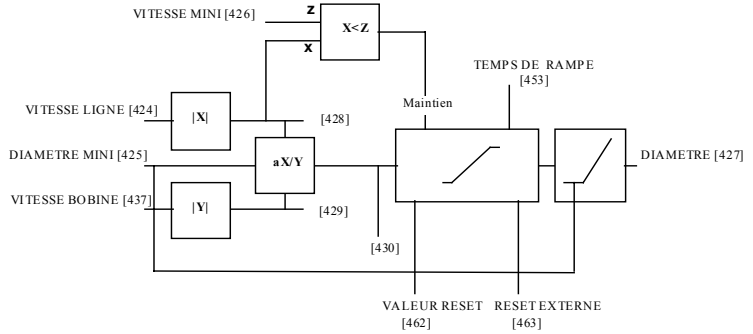 VITESSE MINI [426]
z
X<Z
x
TEMPS DE RAMPE
[453]
Maintien
VITESSE LIGNE [424]
|X|
[428]
DIAMETRE MINI [425]
aX/Y
DIAMETRE [427]
VITESSE BOBINE [437]
|Y|
[429]
[430]
VALEUR RESET
[462]
RESET EXTERNE
[463]